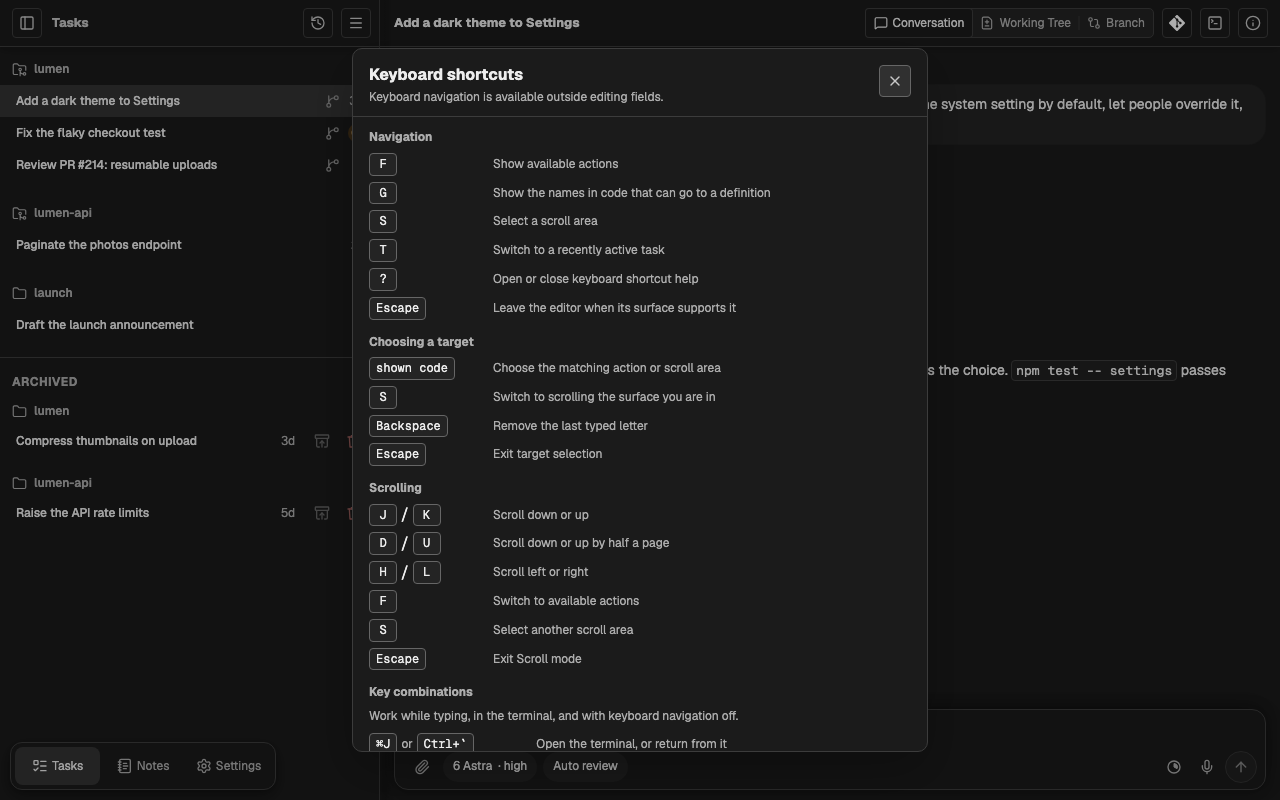 Tasks
Add a dark theme to Settings
Conversation
Working Tree
Branch
lumen
Add a dark theme to Settings
Fix the flaky checkout test
Review PR #214: resumable uploads
lumen-api
Paginate the photos endpoint
launch
Draft the launch announcement
ARCHIVED
lumen
Compress thumbnails on upload 3d
lumen-api
Raise the API rate limits 5d
Tasks
Notes
Settings
Keyboard shortcuts
Keyboard navigation is available outside editing fields.
Navigation
F Show available actions
G Show the names in code that can go to a definition
S Select a scroll area
T Switch to a recently active task
? Open or close keyboard shortcut help
Escape Leave the editor when its surface supports it
Choosing a target
shown code Choose the matching action or scroll area
S Switch to scrolling the surface you are in
Backspace Remove the last typed letter
Escape Exit target selection
Scrolling
J / K Scroll down or up
D / U Scroll down or up by half a page
H / L Scroll left or right
F Switch to available actions
S Select another scroll area
Escape Exit Scroll mode
Key combinations
Work while typing, in the terminal, and with keyboard navigation off.
⌘J or Ctrl+` Open the terminal, or return from it
system setting by default, let people override it,
the choice. npm test -- settings passes
6 Astra · high
Auto review